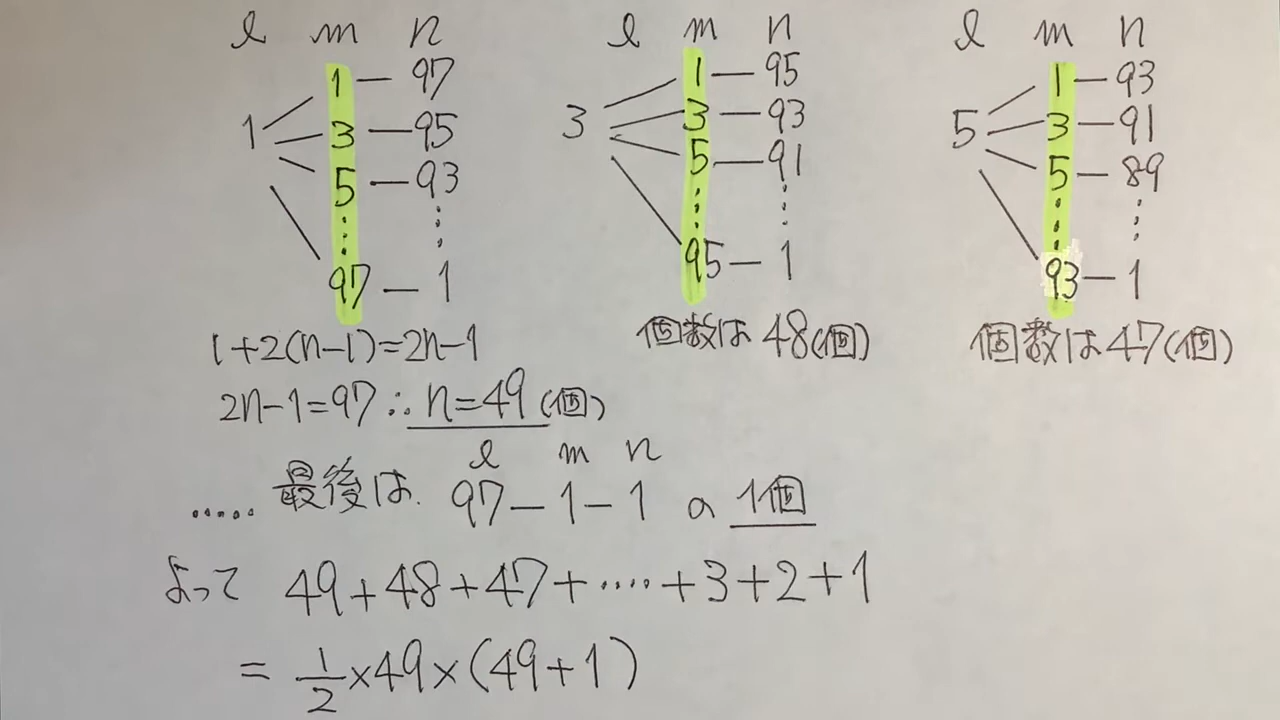 l m n
1 1 — 97
3 — 95
5 — 93
⋮ ⋮
97 — 1
1+2(n-1)=2n-1
2n-1=97 ∴ n=49(個)
l m n
3 1 — 95
3 — 93
5 — 91
⋮ ⋮
95 — 1
個数は48(個)
l m n
5 1 — 93
3 — 91
5 — 89
⋮ ⋮
93 — 1
個数は47(個)
l m n
..... 最後は. 97 — 1 — 1 の 1個
よって 49+48+47+....+3+2+1
= 1/2×49×(49+1)